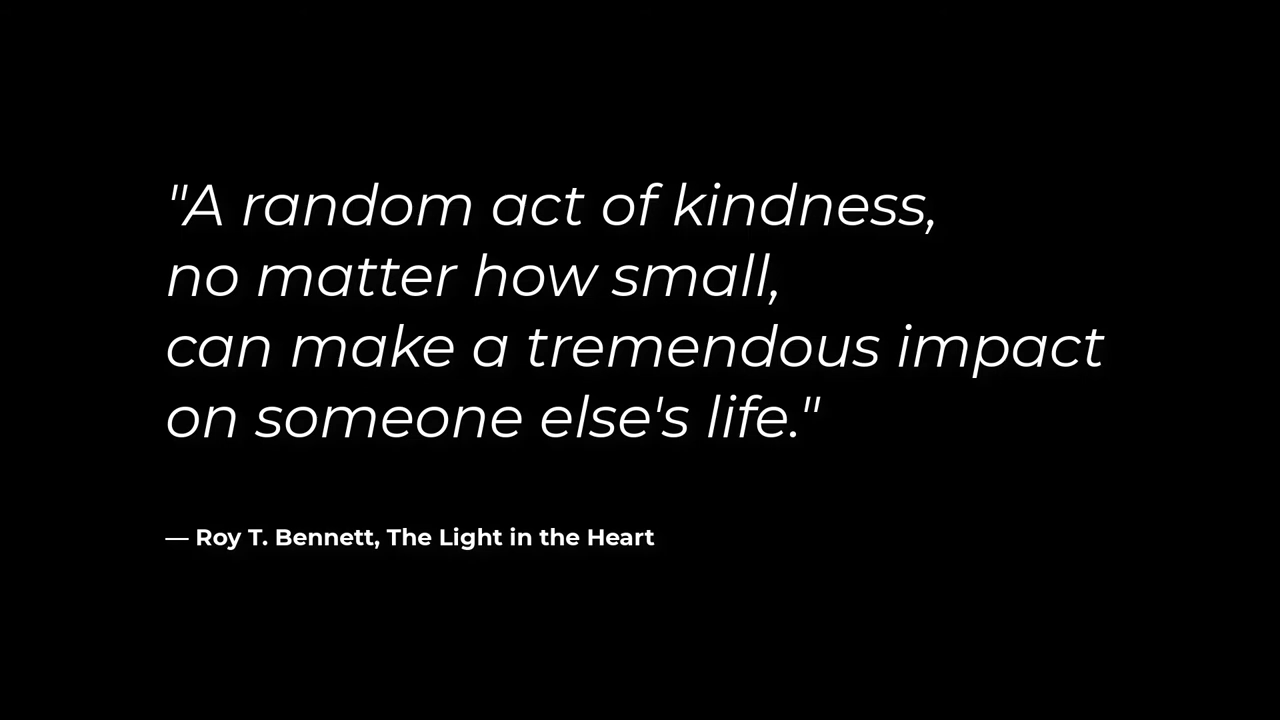 "A random act of kindness,
no matter how small,
can make a tremendous impact
on someone else's life."
— Roy T. Bennett, The Light in the Heart